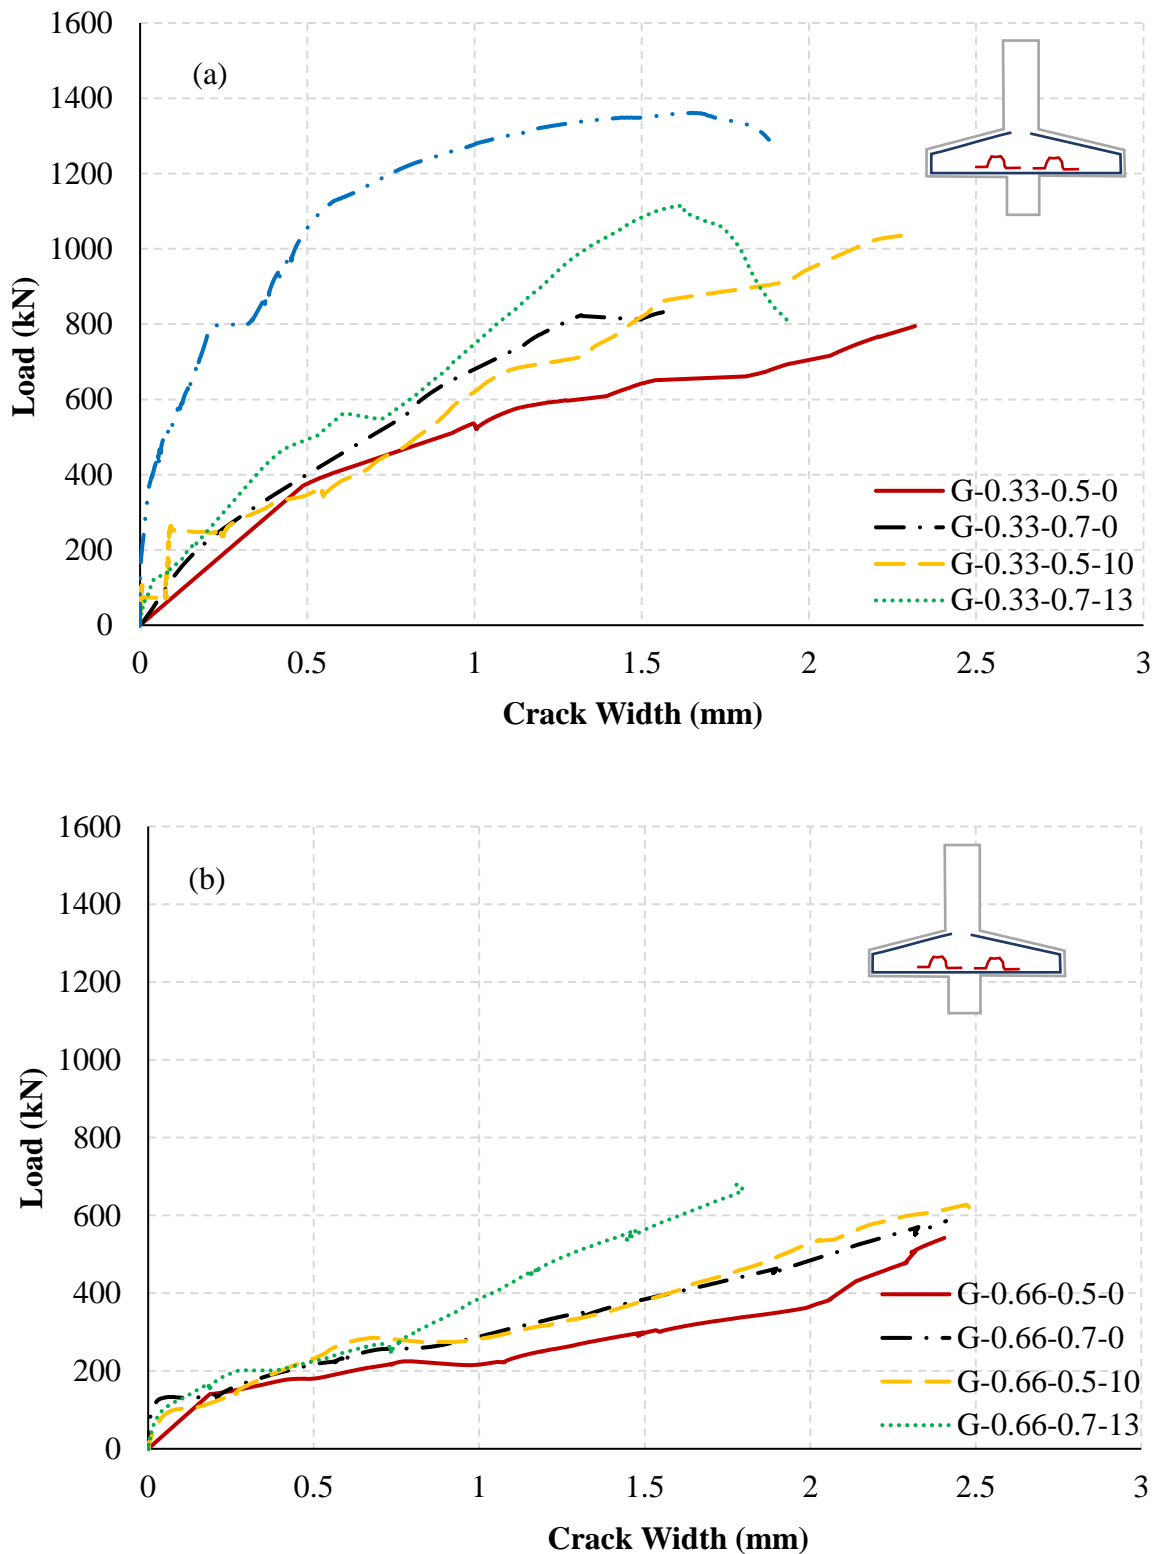 1600
(a)
1400
1200
1000
800
600
400
200
0
Load (kN)
G-0.33-0.5-0
G-0.33-0.7-0
G-0.33-0.5-10
G-0.33-0.7-13
0 0.5 1 1.5 2 2.5 3
Crack Width (mm)
1600
(b)
1400
1200
1000
800
600
400
200
0
Load (kN)
G-0.66-0.5-0
G-0.66-0.7-0
G-0.66-0.5-10
G-0.66-0.7-13
0 0.5 1 1.5 2 2.5 3
Crack Width (mm)